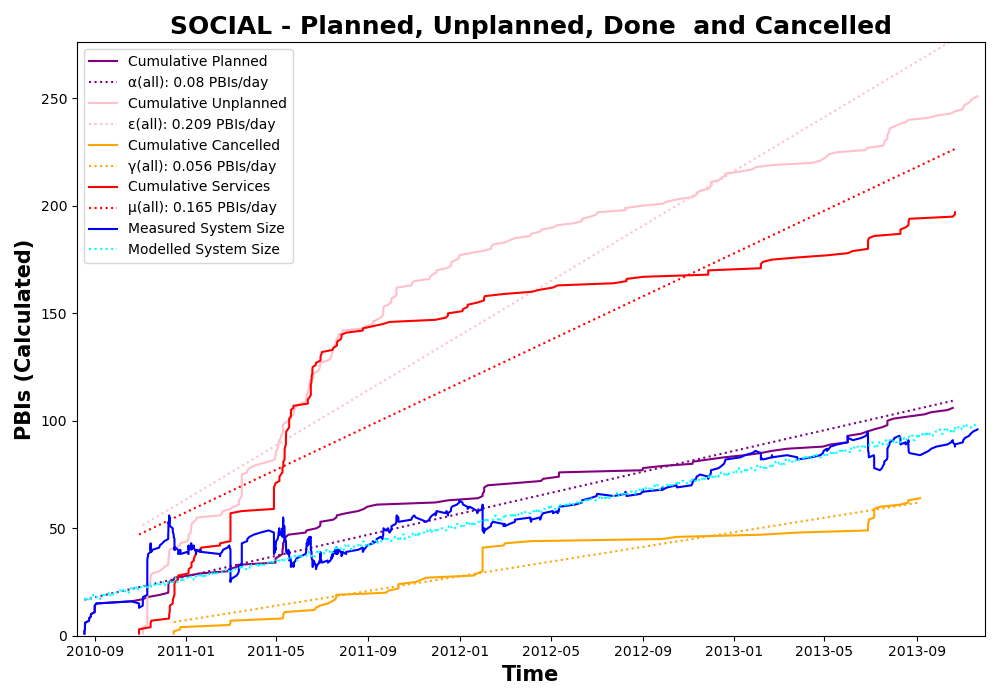 SOCIAL - Planned, Unplanned, Done  and Cancelled
Cumulative Planned
α(all): 0.08 PBIs/day
Cumulative Unplanned
ε(all): 0.209 PBIs/day
Cumulative Cancelled
γ(all): 0.056 PBIs/day
Cumulative Services
μ(all): 0.165 PBIs/day
Measured System Size
Modelled System Size
PBIs (Calculated)
250
200
150
100
50
0
2010-09 2011-01 2011-05 2011-09 2012-01 2012-05 2012-09 2013-01 2013-05 2013-09
Time